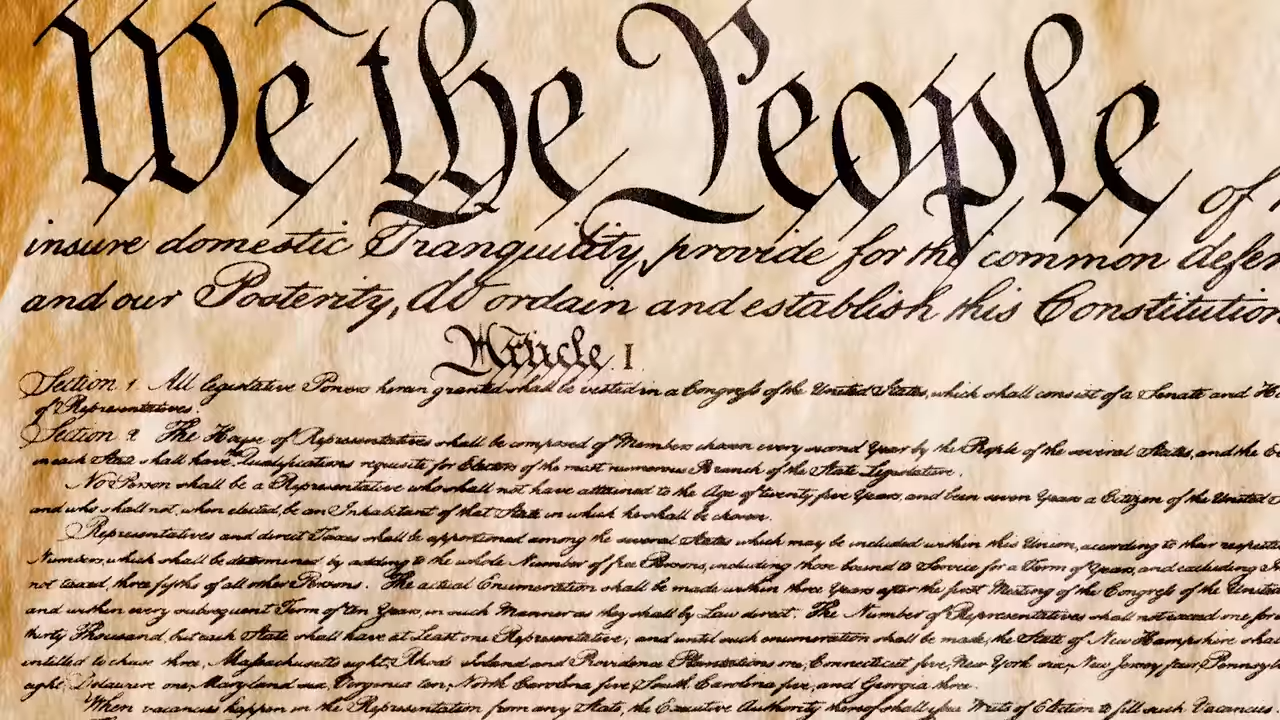 We the People of
insure domestic Tranquility, provide for the common defen
and our Posterity, do ordain and establish this Constitution
Article I
Section 1 All legislative Powers herein granted shall be vested in a Congress of the United States, which shall consist of a Senate and Ho
of Representatives.
Section 2 The House of Representatives shall be composed of Members chosen every second Year by the People of the several States, and the
in each State shall have the Qualifications requisite for Electors of the most numerous Branch of the State Legislature.
No Person shall be a Representative who shall not have attained to the Age of twenty five Years, and been seven Years a Citizen of the United
and who shall not, when elected, be an Inhabitant of that State in which he shall be chosen.
Representatives and direct Taxes shall be apportioned among the several States which may be included within this Union, according to their respectiv
Numbers, which shall be determined by adding to the whole Number of free Persons, including those bound to Service for a Term of Years, and excluding In
not taxed, three fifths of all other Persons. The actual Enumeration shall be made within three Years after the first Meeting of the Congress of the United
and within every subsequent Term of ten Years, in such Manner as they shall by Law direct. The Number of Representatives shall not exceed one for
thirty Thousand, but each State shall have at Least one Representative; and until such enumeration shall be made, the State of New Hampshire shal
entitled to chuse three, Massachusetts eight, Rhode Island and Providence Plantations one, Connecticut five, New York six, New Jersey four, Pennsylv
eight, Delaware one, Maryland six, Virginia ten, North Carolina five, South Carolina five, and Georgia three.
When vacancies happen in the Representation from any State, the Executive Authority thereof shall issue Writs of Election to fill such Vacancies.